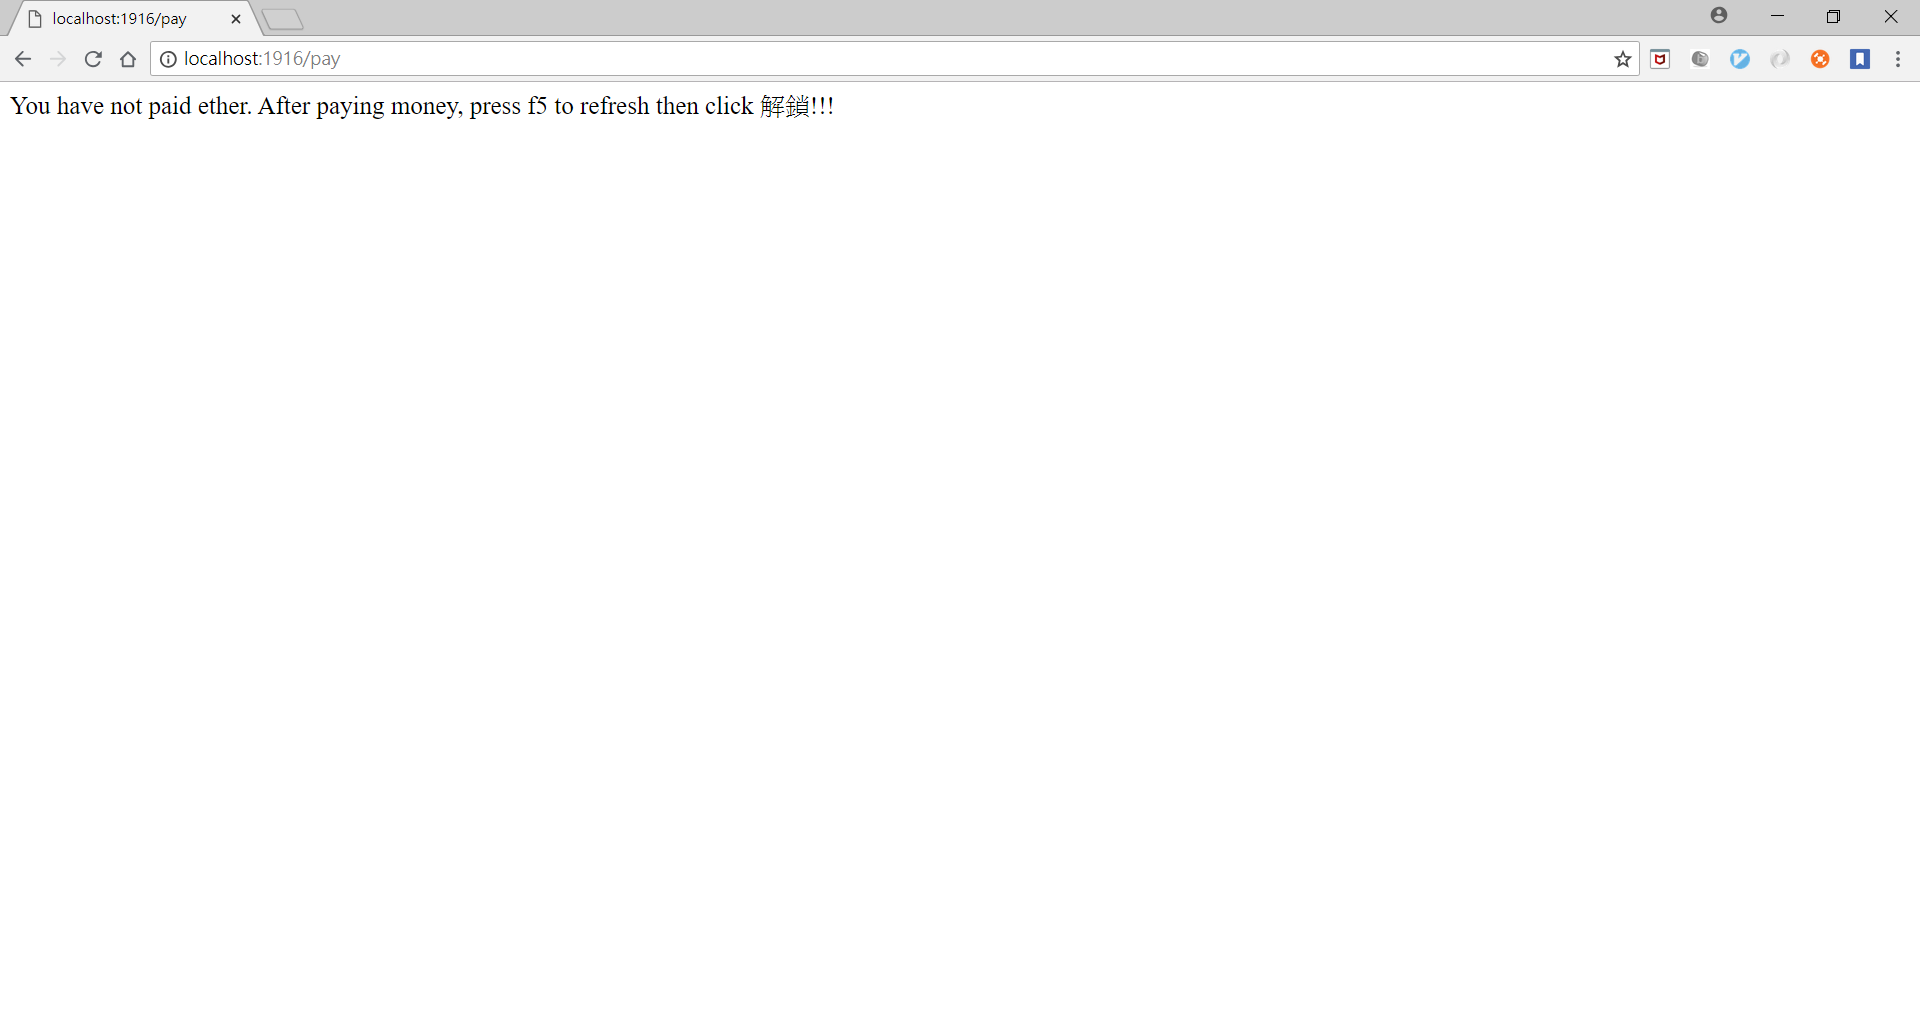 localhost:1916/pay
localhost:1916/pay
You have not paid ether. After paying money, press f5 to refresh then click 解鎖!!!